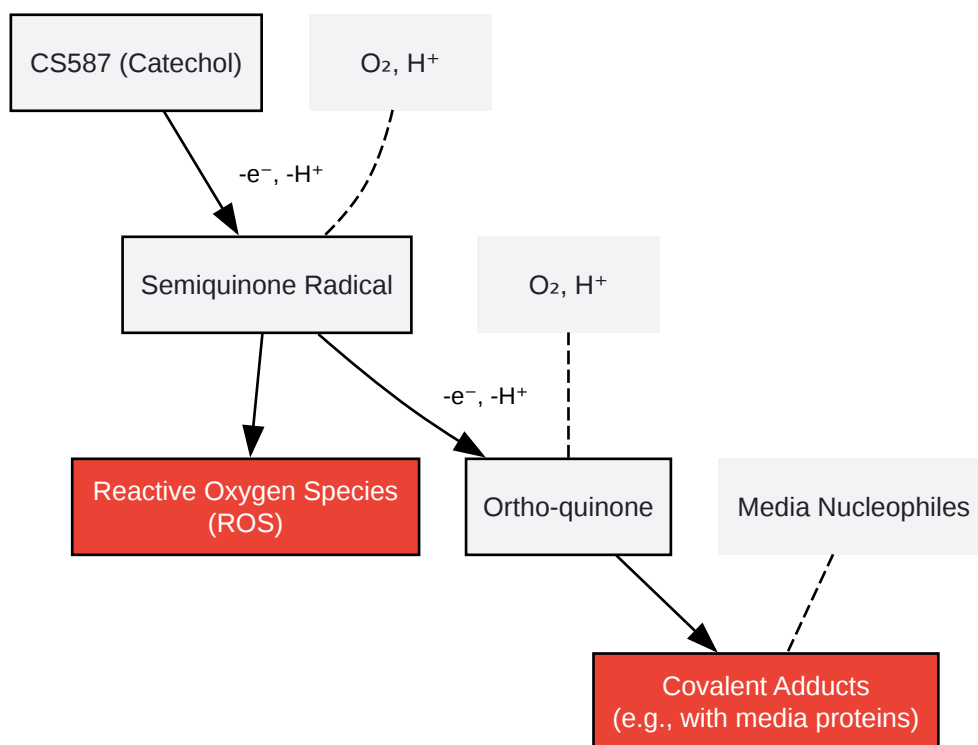 CS587 (Catechol)
O₂, H⁺
-e⁻, -H⁺
Semiquinone Radical
O₂, H⁺
-e⁻, -H⁺
Reactive Oxygen Species
(ROS)
Ortho-quinone
Media Nucleophiles
Covalent Adducts
(e.g., with media proteins)